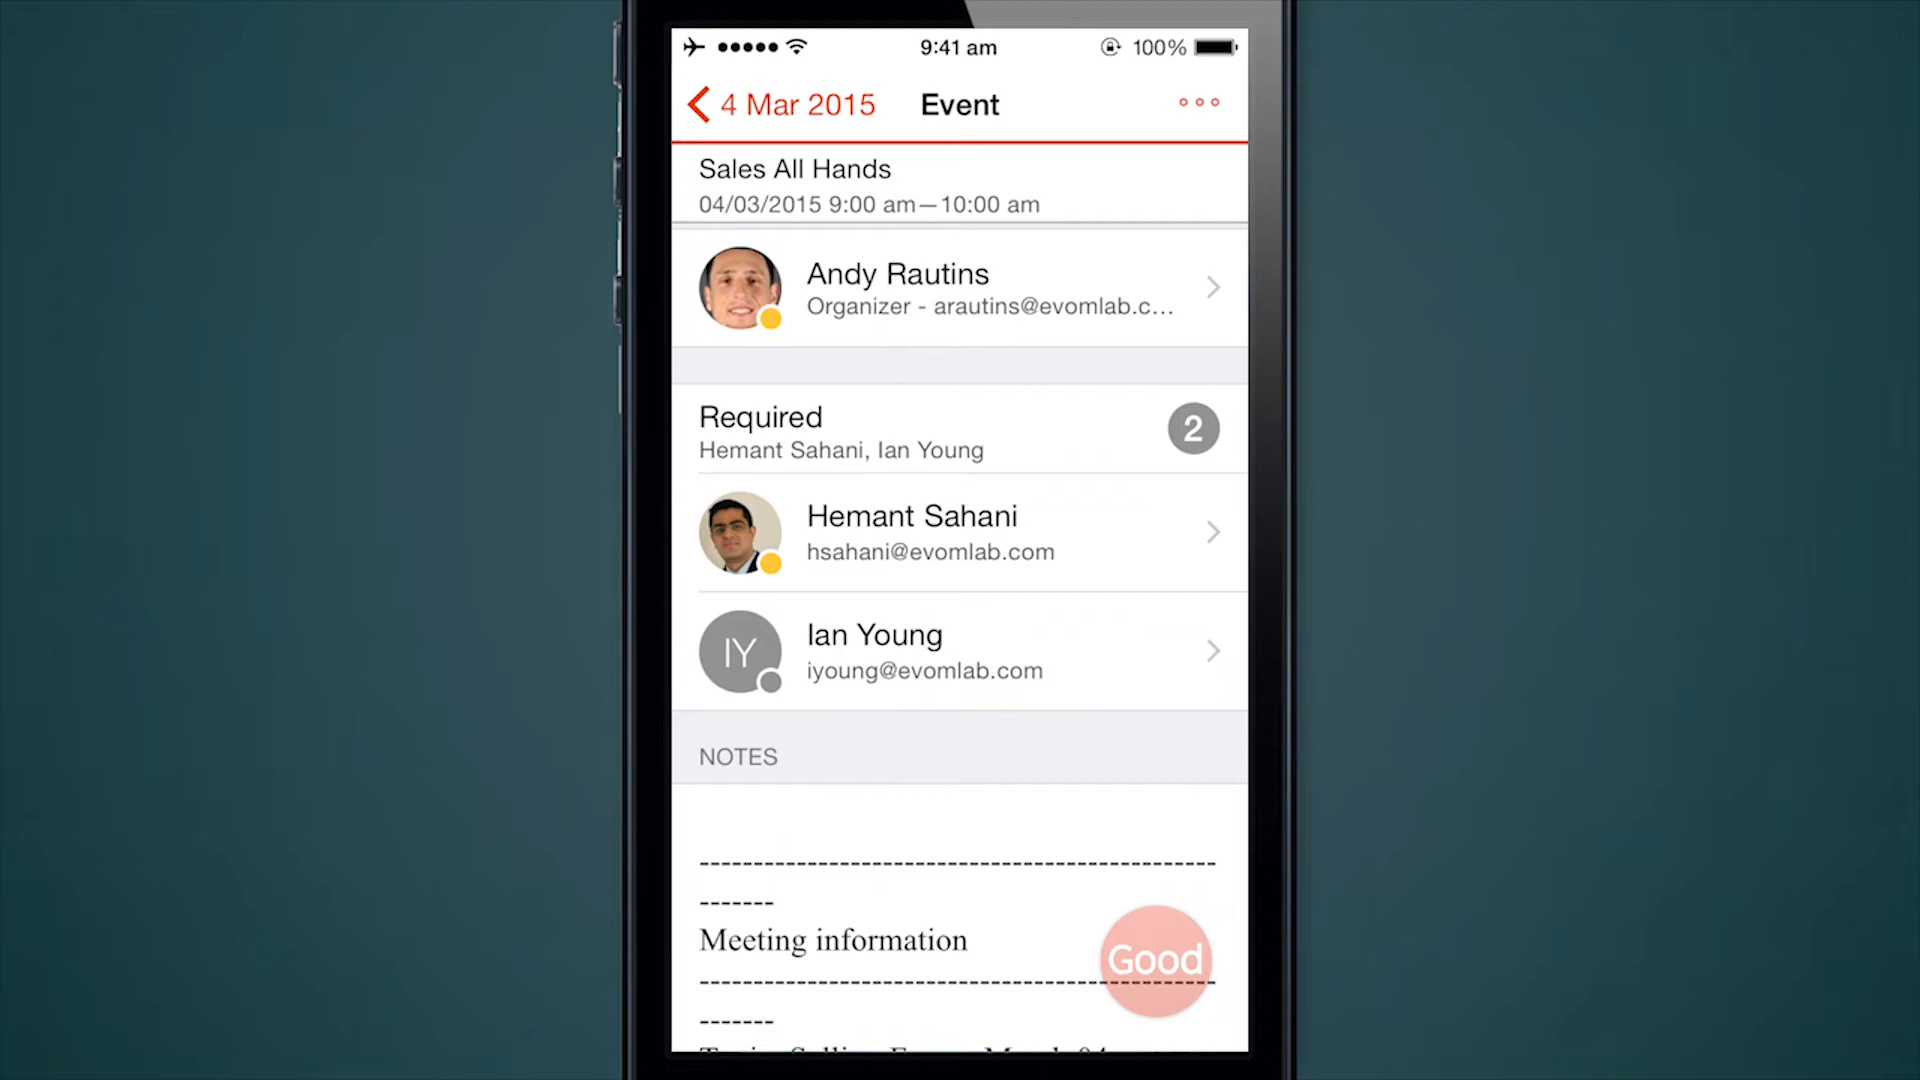 9:41 am
100%
4 Mar 2015
Event
Sales All Hands
04/03/2015 9:00 am—10:00 am
Andy Rautins
Organizer - arautins@evomlab.c...
Required
2
Hemant Sahani, Ian Young
Hemant Sahani
hsahani@evomlab.com
IY
Ian Young
iyoung@evomlab.com
NOTES
------------------------------------------------
-------
Meeting information
Good
------------------------------------------------
-------